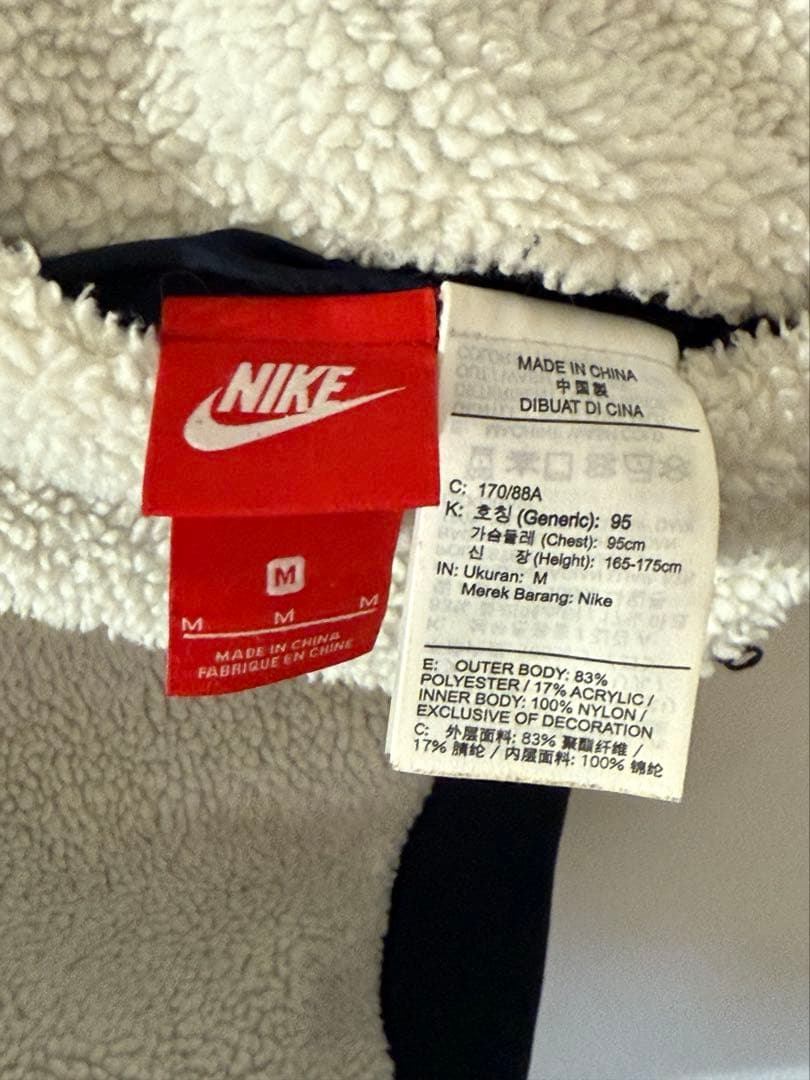 NIKE
M
M M M
MADE IN CHINA
FABRIQUE EN CHINE
MADE IN CHINA
中国製
DIBUAT DI CINA
C: 170/88A
K: 호칭 (Generic): 95
가슴둘레 (Chest): 95cm
신 장 (Height): 165-175cm
IN: Ukuran: M
Merek Barang: Nike
E: OUTER BODY: 83%
POLYESTER / 17% ACRYLIC /
INNER BODY: 100% NYLON /
EXCLUSIVE OF DECORATION
C: 外层面料: 83% 聚酯纤维 /
17% 腈纶 / 内层面料: 100% 锦纶